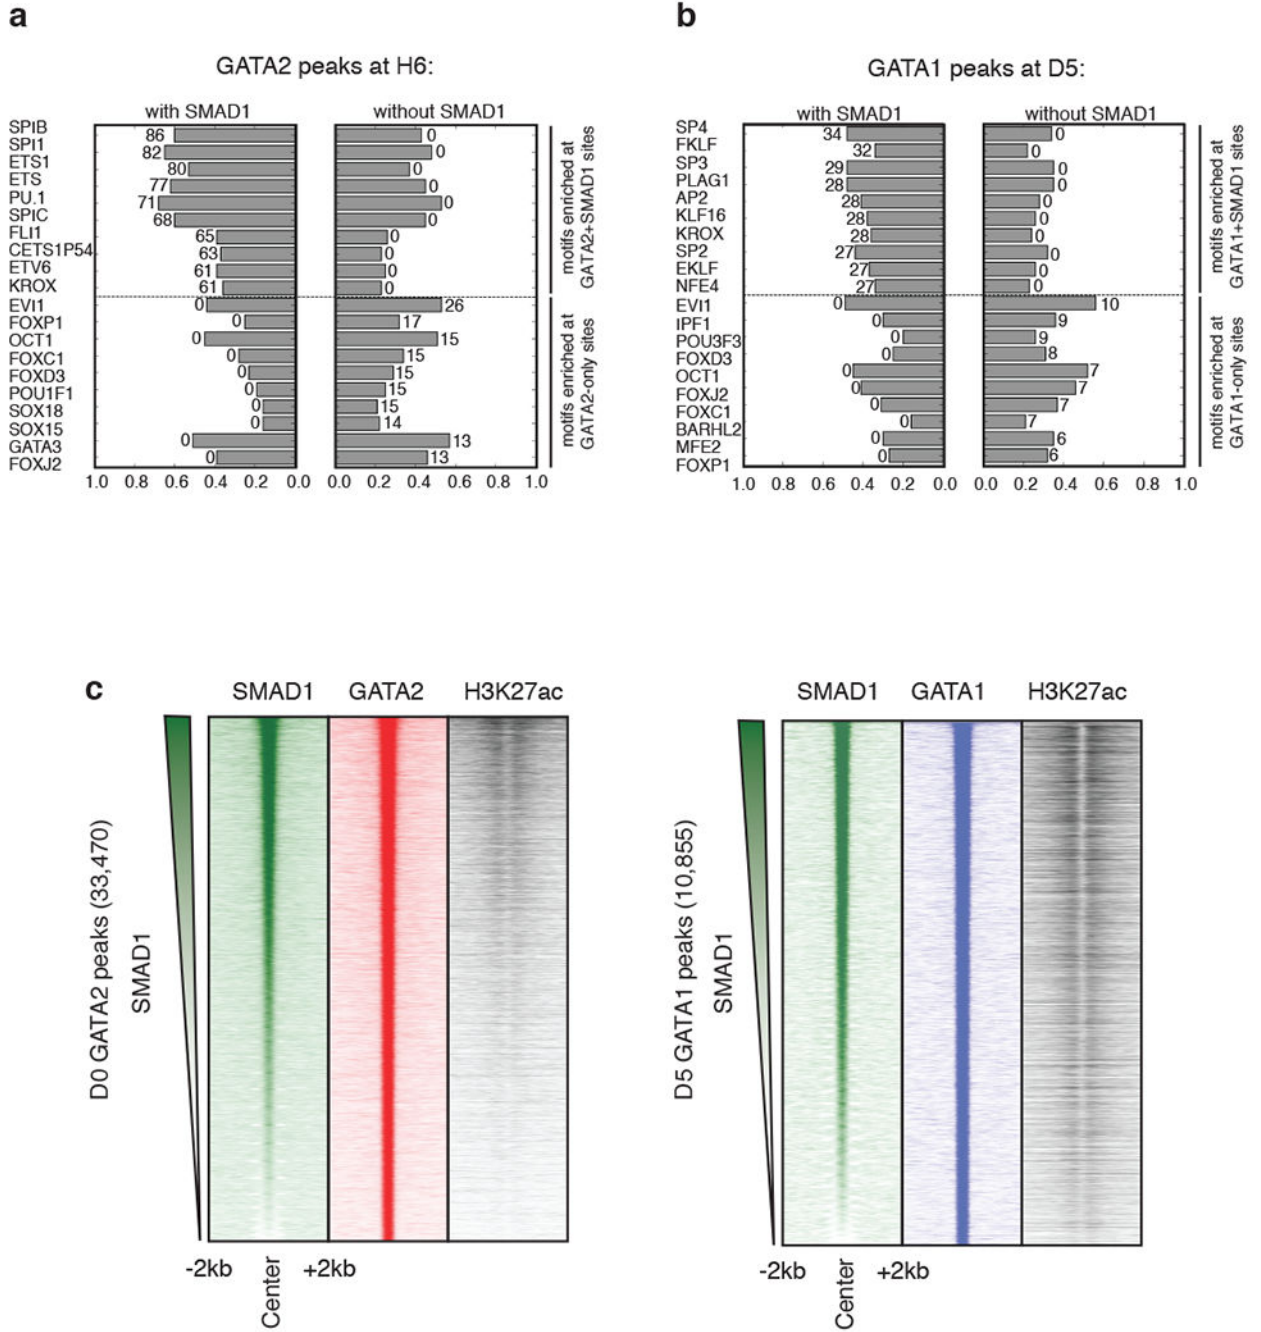 a
GATA2 peaks at H6:
with SMAD1
without SMAD1
SPIB 86 0
SPI1 82 0
ETS1 80 0
ETS 77 0
PU.1 71 0
SPIC 68 0
FLI1 65 0
CETS1P54 63 0
ETV6 61 0
KROX 61 0
EVI1 0 26
FOXP1 0 17
OCT1 0 15
FOXC1 0 15
FOXD3 0 15
POU1F1 0 15
SOX18 0 15
SOX15 0 14
GATA3 0 13
FOXJ2 0 13
1.0 0.8 0.6 0.4 0.2 0.0
0.0 0.2 0.4 0.6 0.8 1.0
motifs enriched at
GATA2+SMAD1 sites
motifs enriched at
GATA2-only sites
b
GATA1 peaks at D5:
with SMAD1
without SMAD1
SP4 34 0
FKLF 32 0
SP3 29 0
PLAG1 28 0
AP2 28 0
KLF16 28 0
KROX 28 0
SP2 27 0
EKLF 27 0
NFE4 27 0
EVI1 0 10
IPF1 0 9
POU3F3 0 9
FOXD3 0 8
OCT1 0 7
FOXJ2 0 7
FOXC1 0 7
BARHL2 0 7
MFE2 0 6
FOXP1 0 6
1.0 0.8 0.6 0.4 0.2 0.0
0.0 0.2 0.4 0.6 0.8 1.0
motifs enriched at
GATA1+SMAD1 sites
motifs enriched at
GATA1-only sites
c
SMAD1 GATA2 H3K27ac
D0 GATA2 peaks (33,470)
SMAD1
-2kb Center +2kb
SMAD1 GATA1 H3K27ac
D5 GATA1 peaks (10,855)
SMAD1
-2kb Center +2kb